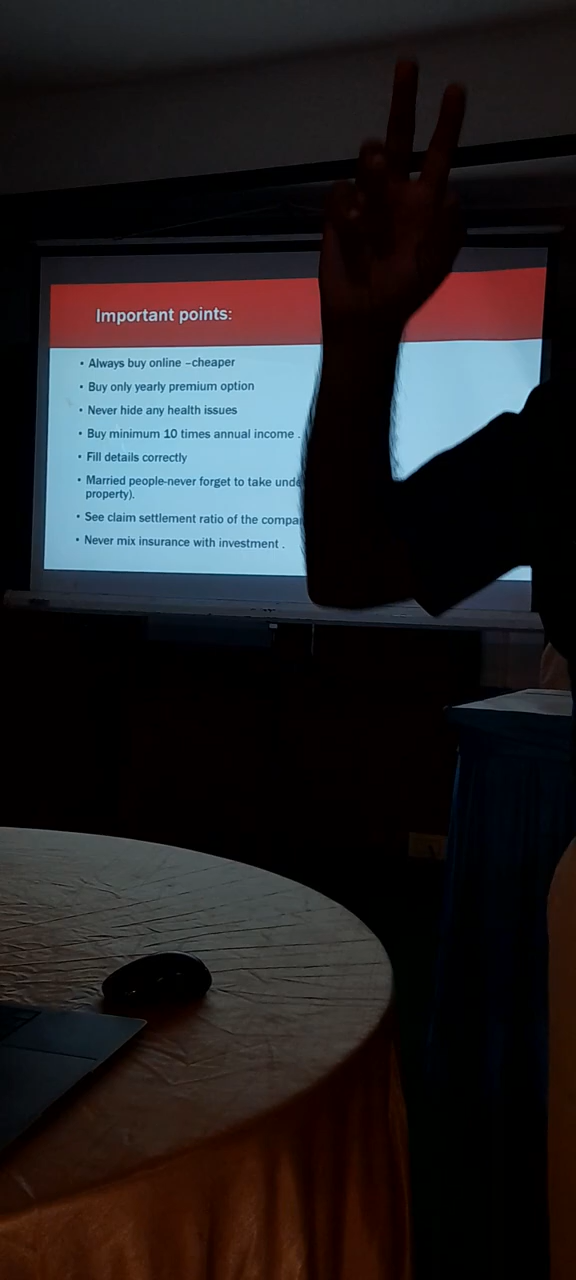 Important points:
• Always buy online –cheaper
• Buy only yearly premium option
• Never hide any health issues
• Buy minimum 10 times annual income .
• Fill details correctly
• Married people-never forget to take
property).
• See claim settlement ratio of the
• Never mix insurance with investment .